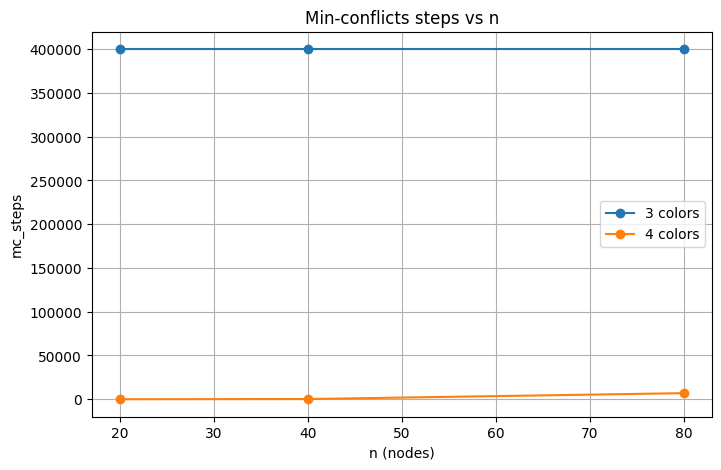 Min-conflicts steps vs n
mc_steps
400000
350000
300000
250000
200000
150000
100000
50000
0
3 colors
4 colors
20 30 40 50 60 70 80
n (nodes)